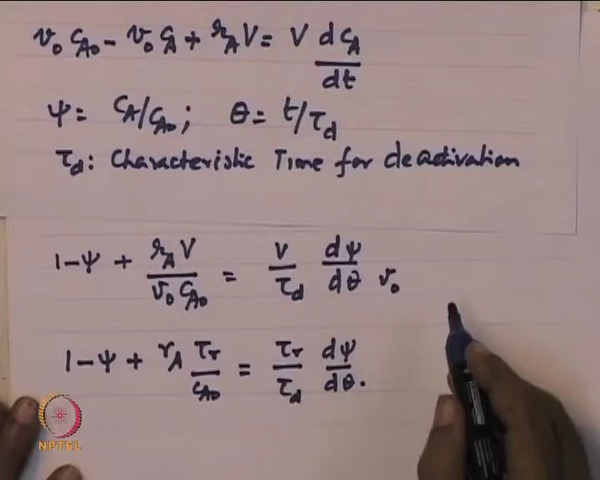 v₀ C_A₀ - v₀ C_A + r_A V = V dC_A/dt
ψ = C_A/C_A₀ ; θ = t/τ_d
τ_d : Characteristic Time for deactivation
1-ψ + r_A V / v₀ C_A₀ = V/τ_d dψ/dθ v₀
1-ψ + r_A τ_r/C_A₀ = τ_r/τ_d dψ/dθ.
NPTEL